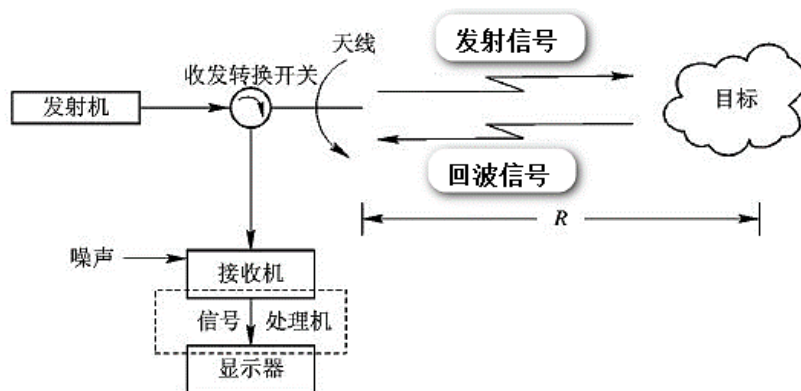 天线
发射信号
收发转换开关
发射机
目标
回波信号
R
噪声
接收机
信号 处理机
显示器